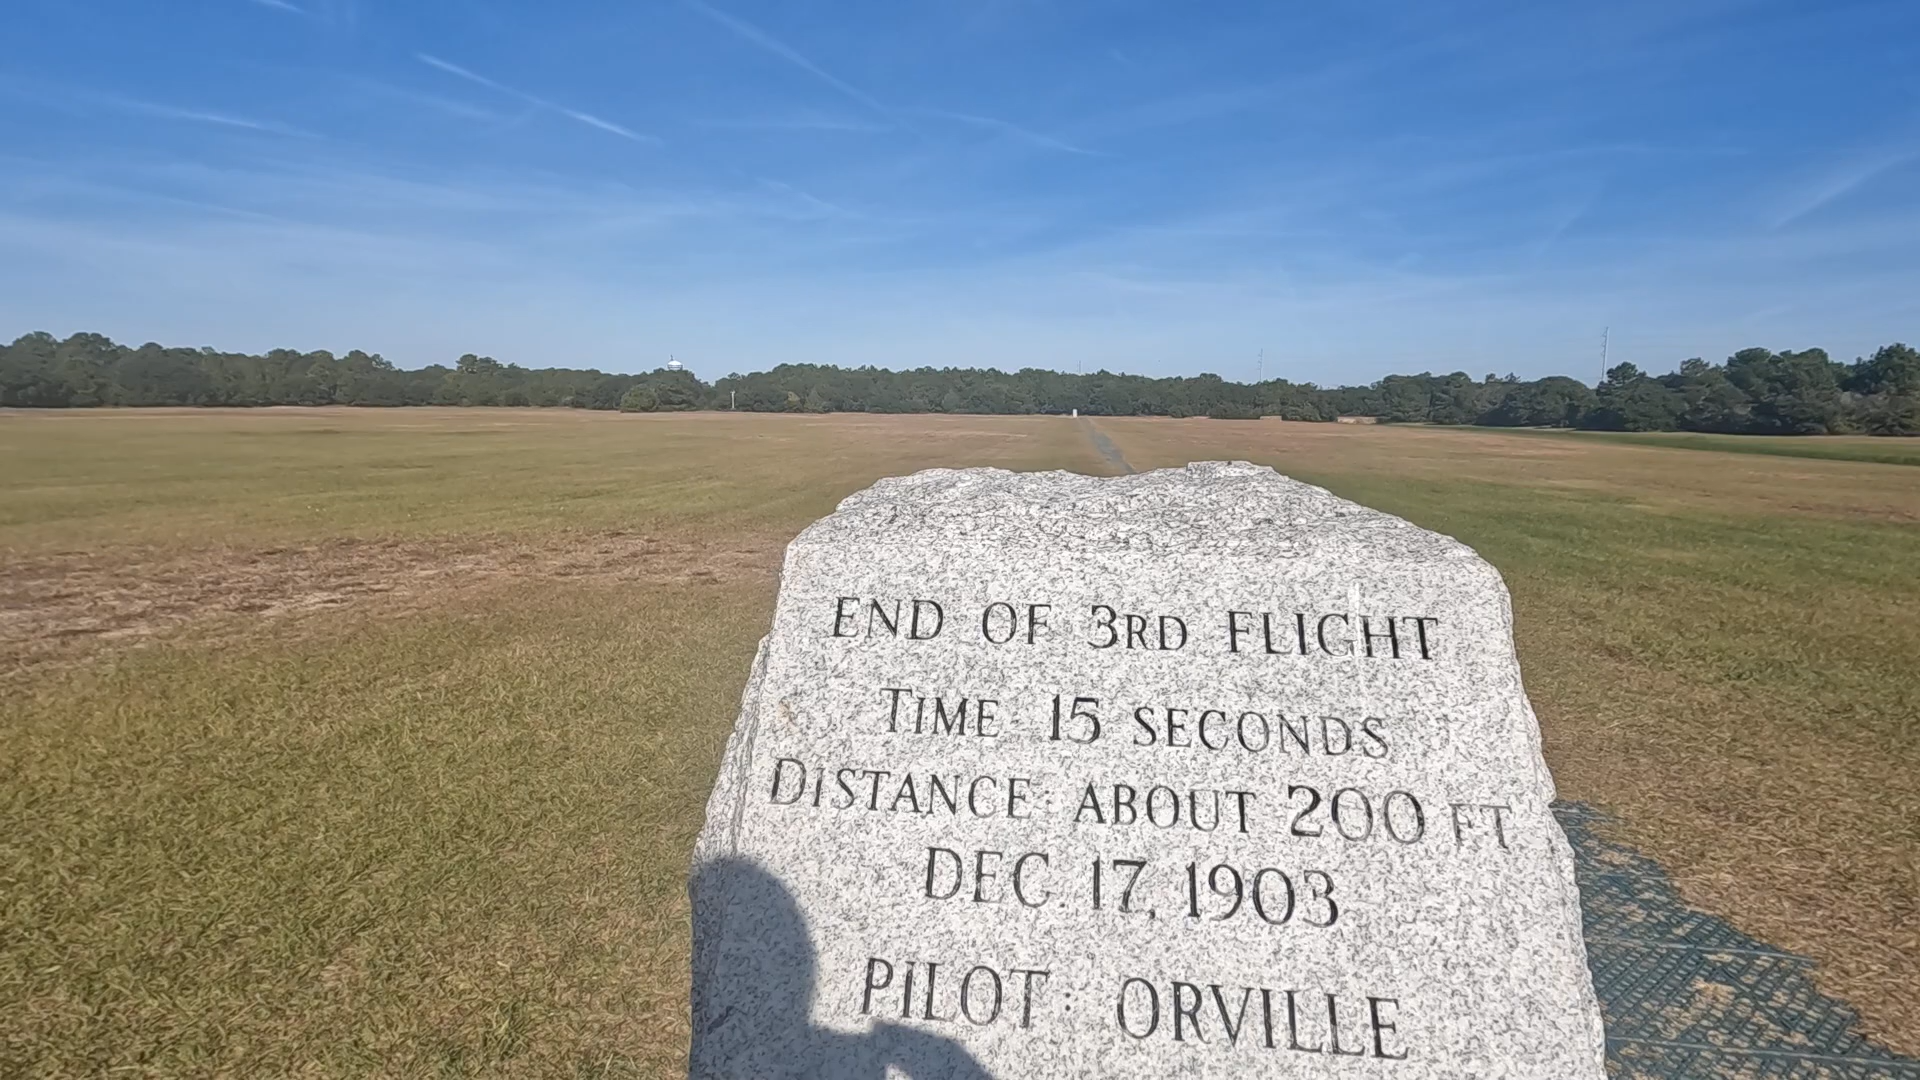 END OF 3RD FLIGHT
TIME 15 SECONDS
DISTANCE ABOUT 200 FT
DEC. 17, 1903
PILOT: ORVILLE